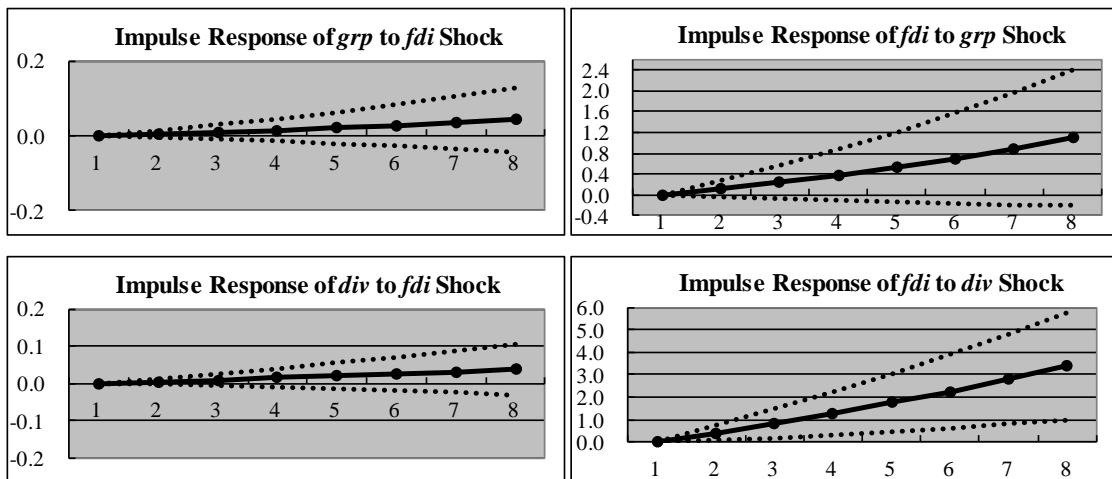 Impulse Response of grp to fdi Shock
0.2
0.0
-0.2
1 2 3 4 5 6 7 8
Impulse Response of fdi to grp Shock
2.4
2.0
1.6
1.2
0.8
0.4
0.0
-0.4
1 2 3 4 5 6 7 8
Impulse Response of div to fdi Shock
0.2
0.1
0.0
-0.1
-0.2
1 2 3 4 5 6 7 8
Impulse Response of fdi to div Shock
6.0
5.0
4.0
3.0
2.0
1.0
0.0
1 2 3 4 5 6 7 8